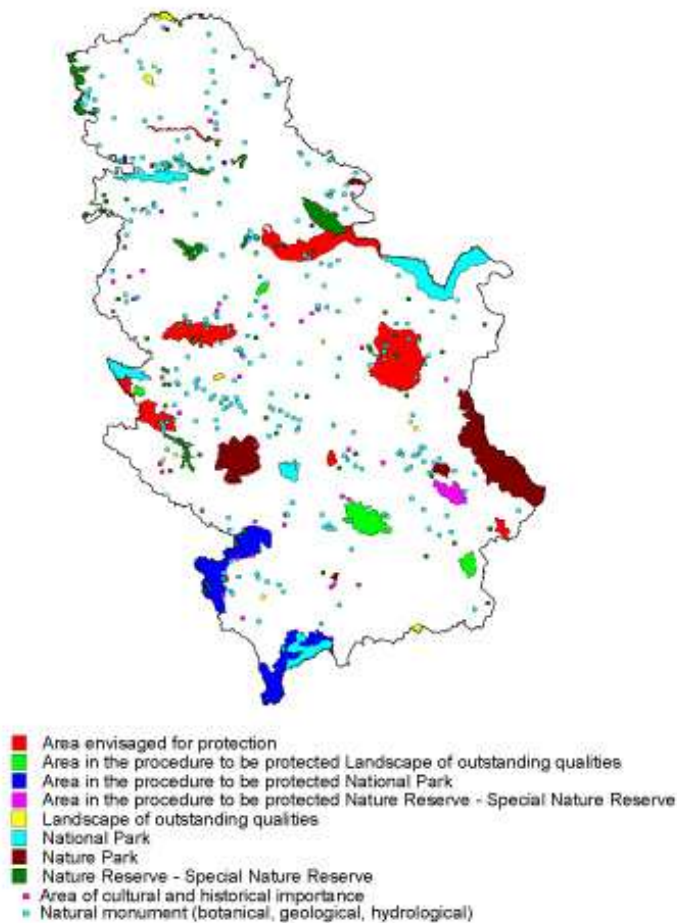 Area envisaged for protection
Area in the procedure to be protected Landscape of outstanding qualities
Area in the procedure to be protected National Park
Area in the procedure to be protected Nature Reserve - Special Nature Reserve
Landscape of outstanding qualities
National Park
Nature Park
Nature Reserve - Special Nature Reserve
Area of cultural and historical importance
Natural monument (botanical, geological, hydrological)